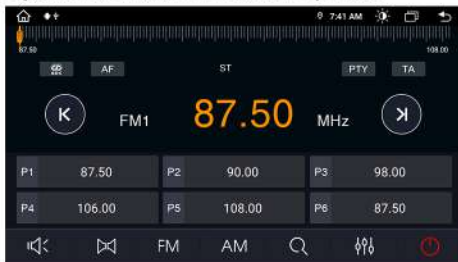 7:41 AM
87.50 108.00
AF ST PTY TA
FM1 87.50 MHz
P1 87.50 P2 90.00 P3 98.00
P4 106.00 P5 108.00 P6 87.50
FM AM